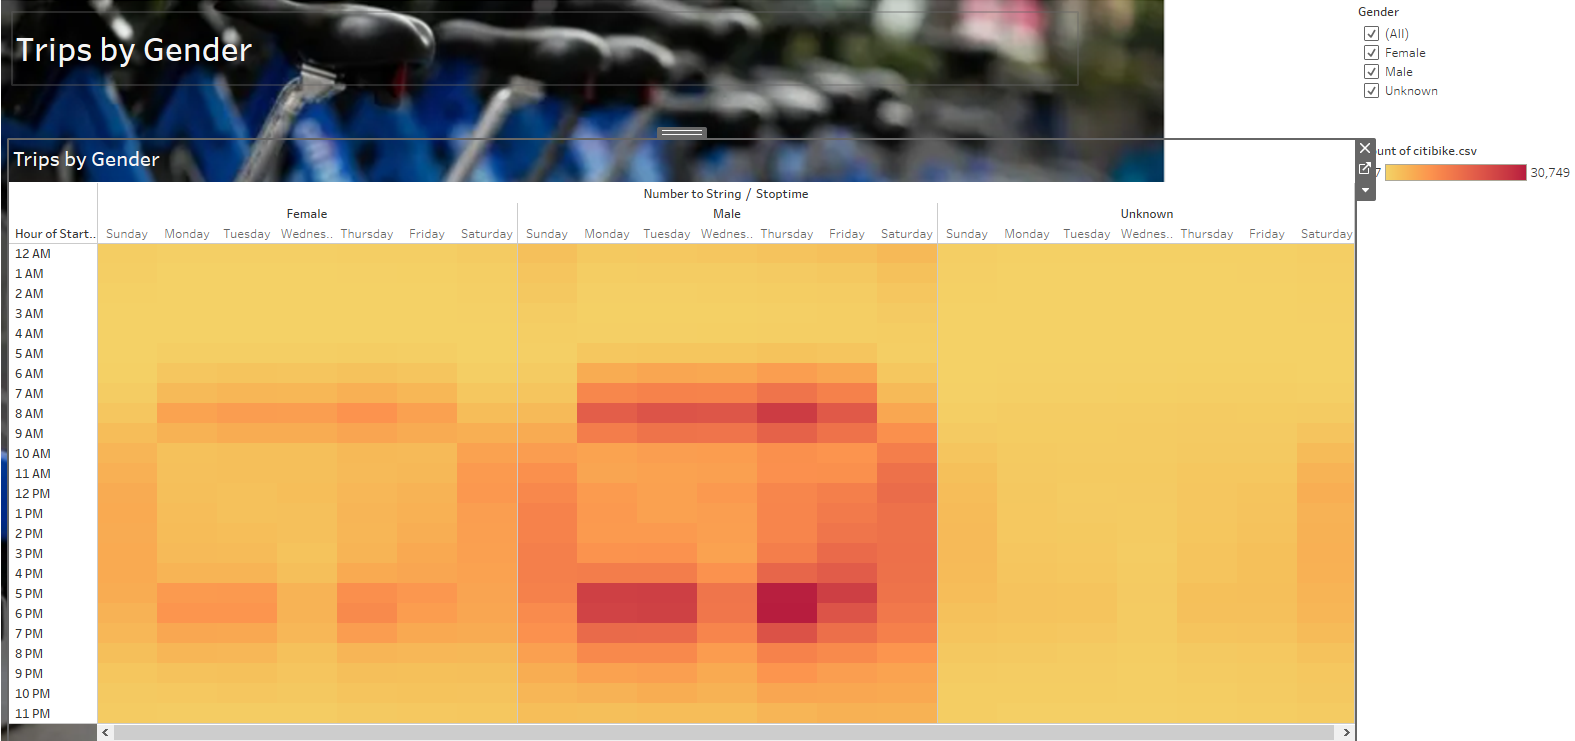 Trips by Gender
Gender
(All)
Female
Male
Unknown
Trips by Gender
unt of citibike.csv
7 30,749
Number to String / Stoptime
Female Male Unknown
Hour of Start.. Sunday Monday Tuesday Wednes.. Thursday Friday Saturday Sunday Monday Tuesday Wednes.. Thursday Friday Saturday Sunday Monday Tuesday Wednes.. Thursday Friday Saturday
12 AM
1 AM
2 AM
3 AM
4 AM
5 AM
6 AM
7 AM
8 AM
9 AM
10 AM
11 AM
12 PM
1 PM
2 PM
3 PM
4 PM
5 PM
6 PM
7 PM
8 PM
9 PM
10 PM
11 PM